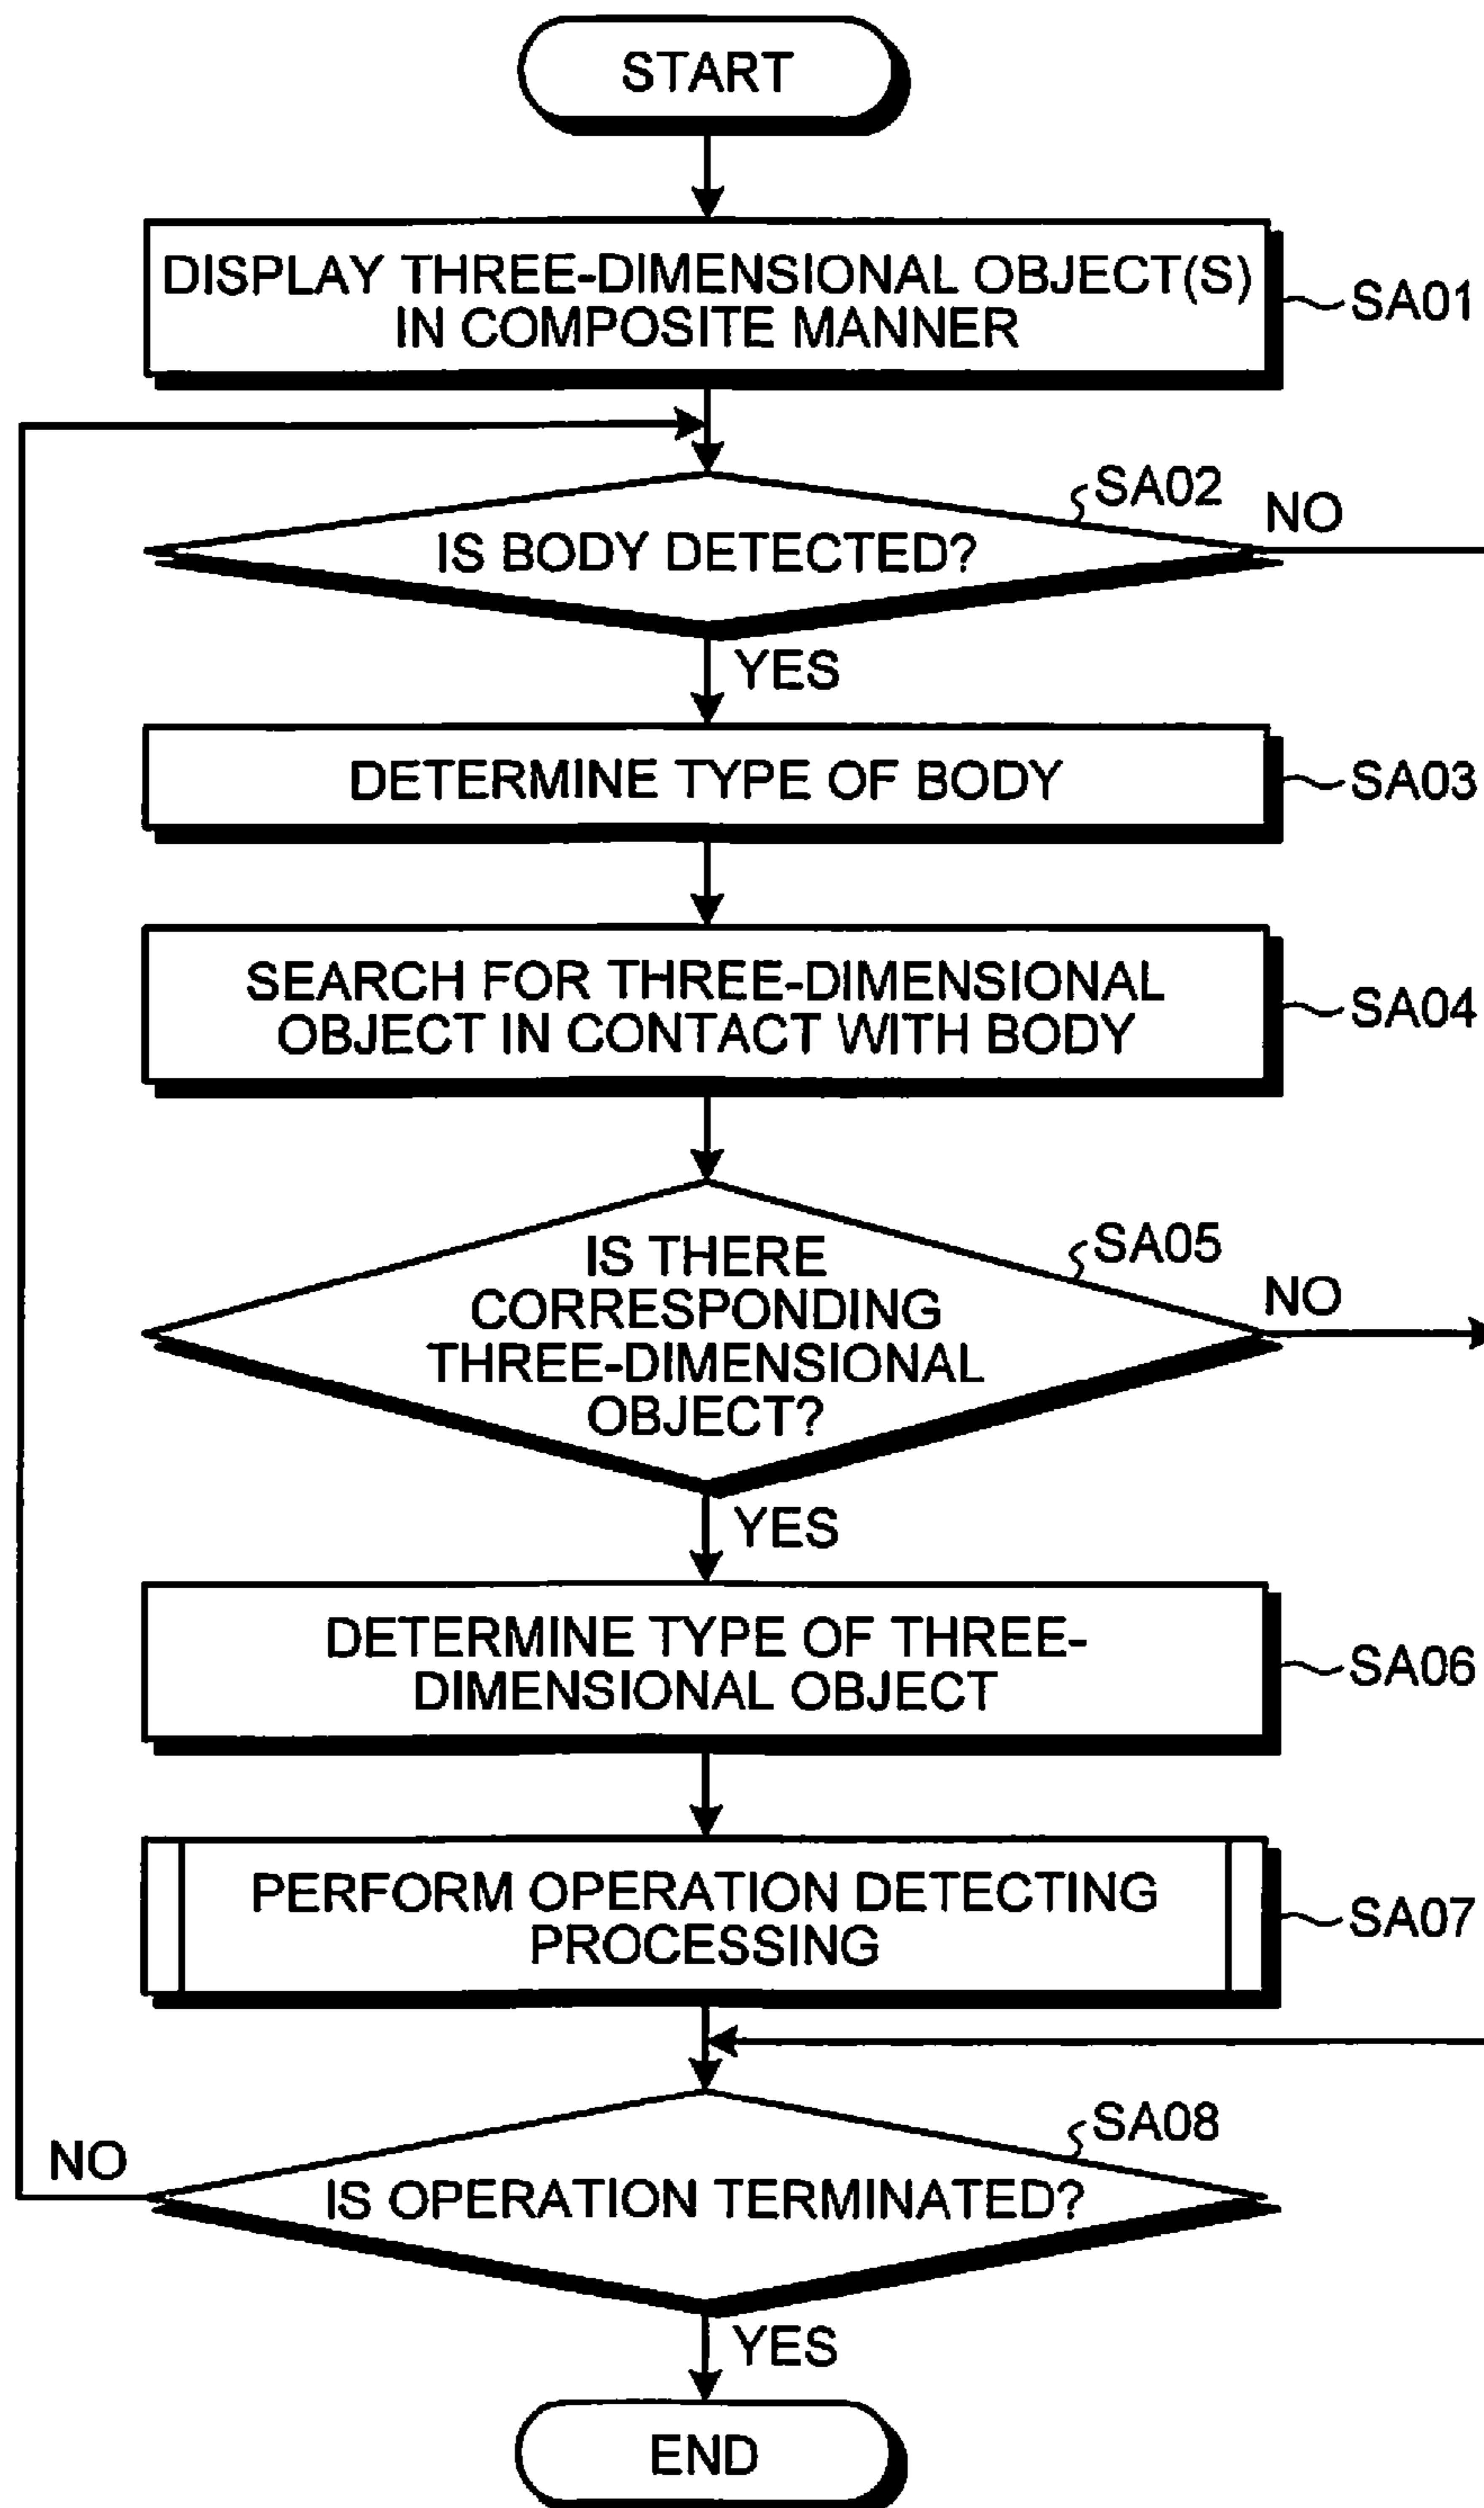 START
DISPLAY THREE-DIMENSIONAL OBJECT(S)
IN COMPOSITE MANNER
SA01
SA02
NO
IS BODY DETECTED?
YES
DETERMINE TYPE OF BODY
SA03
SEARCH FOR THREE-DIMENSIONAL
OBJECT IN CONTACT WITH BODY
SA04
SA05
NO
IS THERE
CORRESPONDING
THREE-DIMENSIONAL
OBJECT?
YES
DETERMINE TYPE OF THREE-
DIMENSIONAL OBJECT
SA06
PERFORM OPERATION DETECTING
PROCESSING
SA07
SA08
NO
IS OPERATION TERMINATED?
YES
END